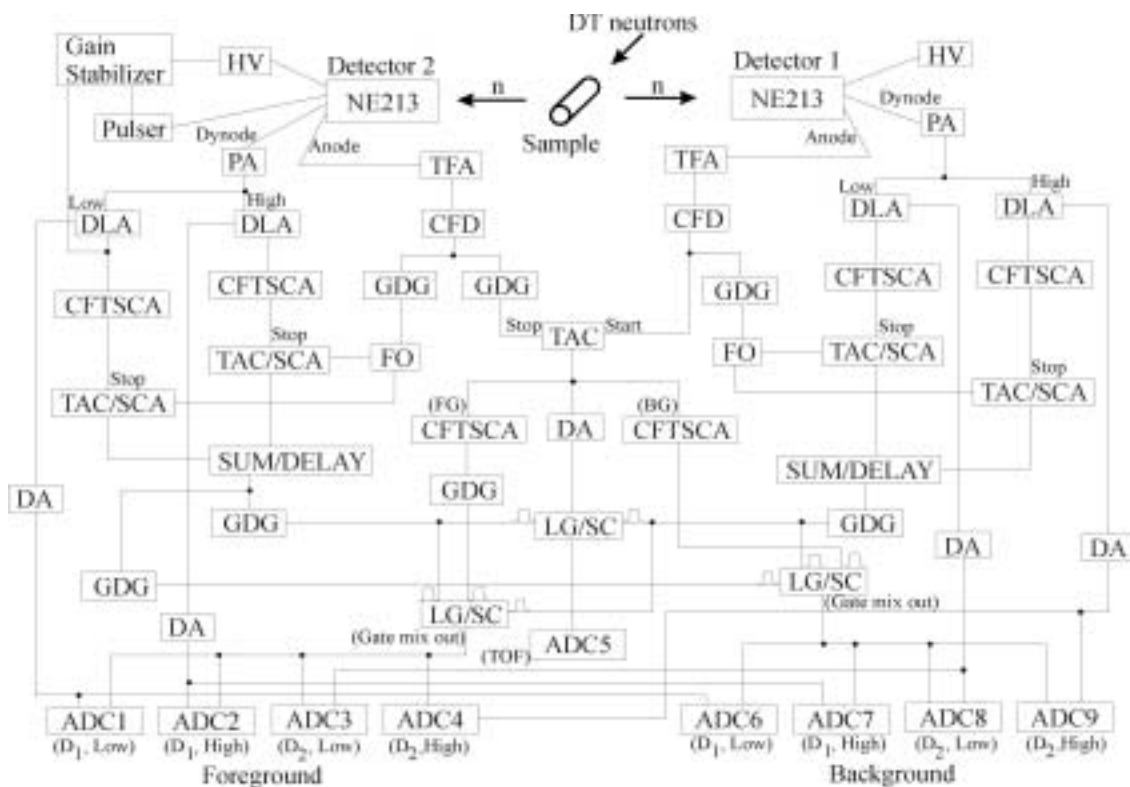 DT neutrons
Gain
Stabilizer
HV
Detector 2
n
n
Detector 1
HV
NE213
NE213
Pulser
Dynode
Dynode
PA
Sample
PA
Anode
Anode
TFA
TFA
Low
High
Low
High
DLA
DLA
CFD
CFD
DLA
DLA
CFTSCA
CFTSCA
GDG
GDG
GDG
CFTSCA
CFTSCA
Stop
Stop
TAC
Start
Stop
TAC/SCA
FO
FO
TAC/SCA
Stop
Stop
TAC/SCA
TAC/SCA
(FG)
(BG)
CFTSCA
DA
CFTSCA
SUM/DELAY
SUM/DELAY
DA
GDG
GDG
LG/SC
GDG
DA
DA
GDG
LG/SC
LG/SC
(Gate mix out)
(Gate mix out)
DA
ADC5
(TOF)
ADC1
ADC2
ADC3
ADC4
ADC6
ADC7
ADC8
ADC9
(D1, Low)
(D1, High)
(D2, Low)
(D2,High)
(D1, Low)
(D1, High)
(D2, Low)
(D2,High)
Foreground
Background